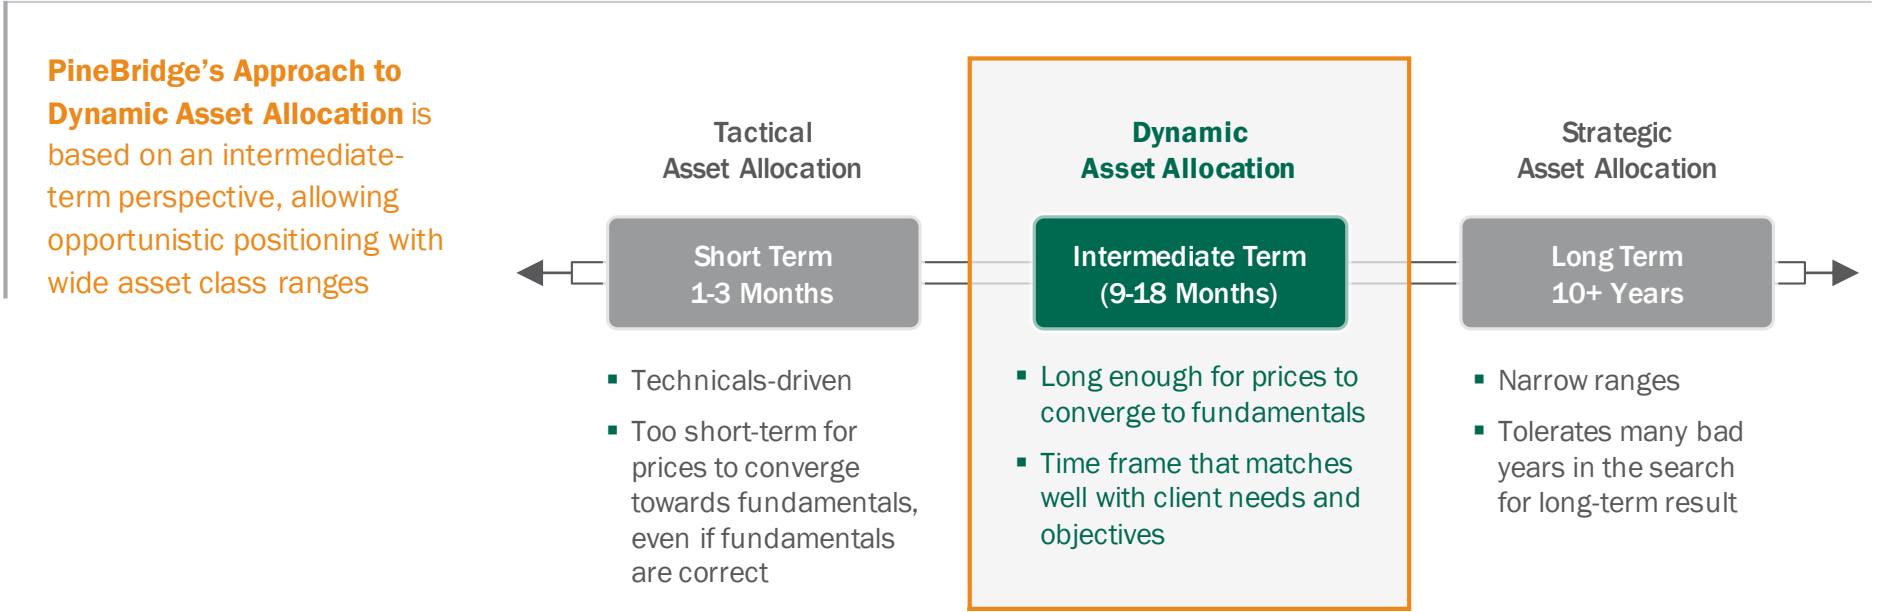 PineBridge’s Approach to
Dynamic Asset Allocation is
based on an intermediate-
term perspective, allowing
opportunistic positioning with
wide asset class ranges
Tactical
Asset Allocation
Short Term
1-3 Months
▪ Technicals-driven
▪ Too short-term for
prices to converge
towards fundamentals,
even if fundamentals
are correct
Dynamic
Asset Allocation
Intermediate Term
(9-18 Months)
▪ Long enough for prices to
converge to fundamentals
▪ Time frame that matches
well with client needs and
objectives
Strategic
Asset Allocation
Long Term
10+ Years
▪ Narrow ranges
▪ Tolerates many bad
years in the search
for long-term result